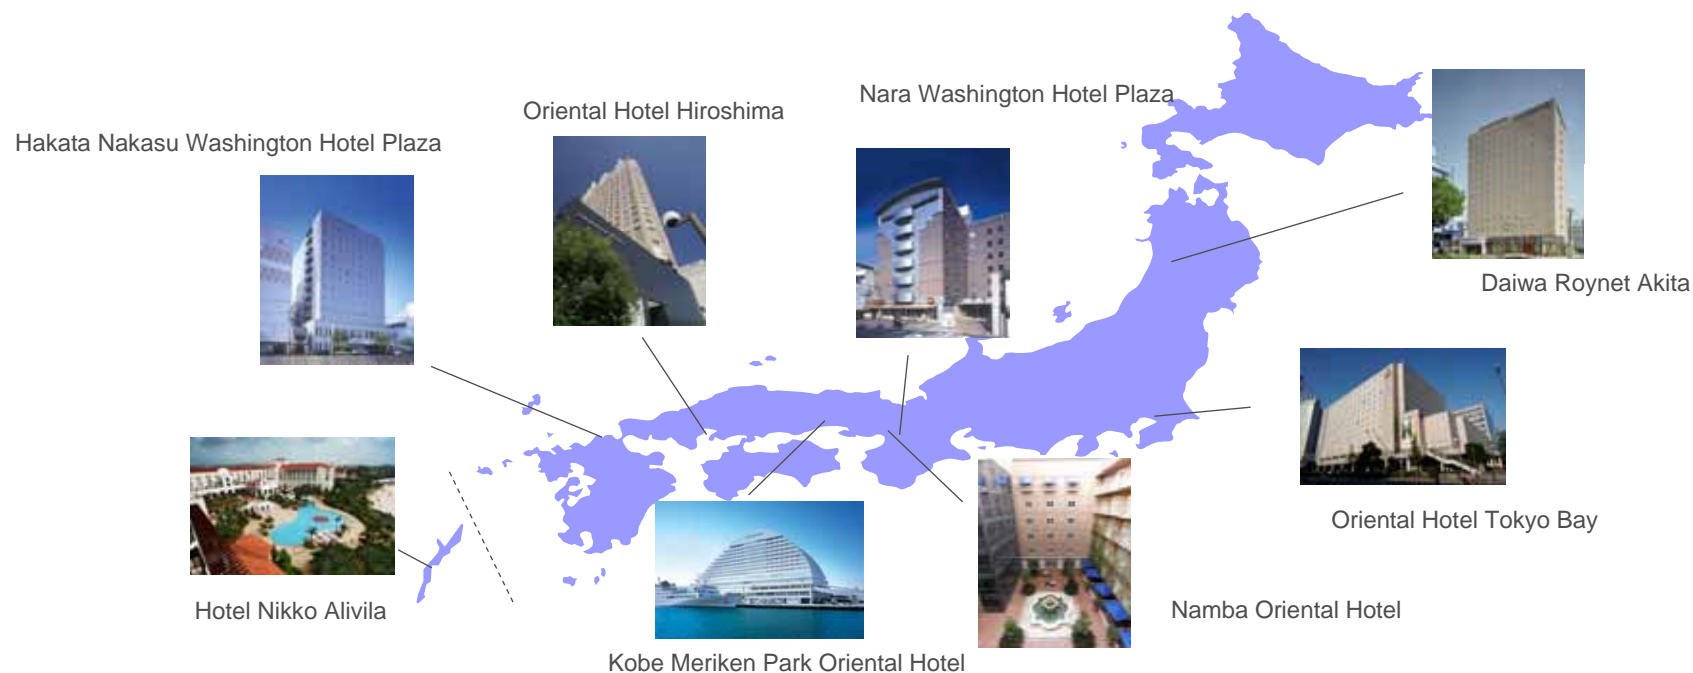 Nara Washington Hotel Plaza
Oriental Hotel Hiroshima
Hakata Nakasu Washington Hotel Plaza
Daiwa Roynet Akita
Oriental Hotel Tokyo Bay
Hotel Nikko Alivila
Namba Oriental Hotel
Kobe Meriken Park Oriental Hotel